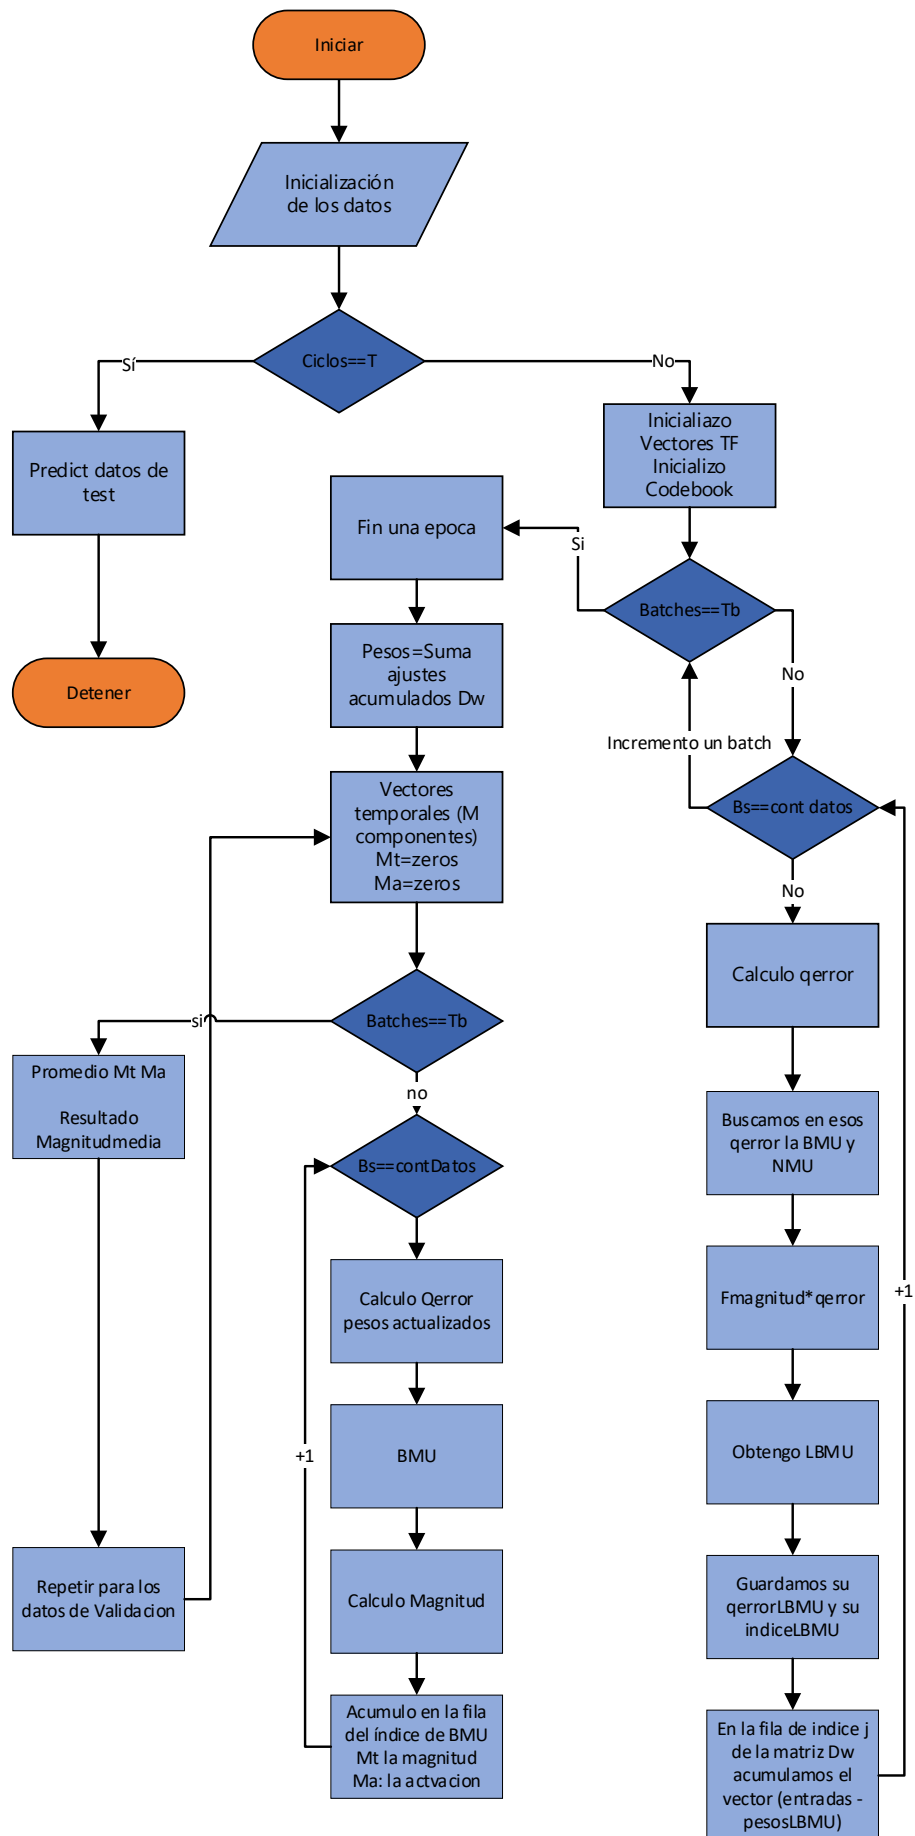 Iniciar
Inicialización
de los datos
Ciclos==T
Sí
No
Predict datos de
test
Detener
Inicialiazo
Vectores TF
Inicializo
Codebook
Batches==Tb
Si
No
Fin una epoca
Pesos=Suma
ajustes
acumulados Dw
Incremento un batch
Bs==cont datos
No
Vectores
temporales (M
componentes)
Mt=zeros
Ma=zeros
Batches==Tb
si
no
Promedio Mt Ma
Resultado
Magnitudmedia
Repetir para los
datos de Validacion
Bs==contDatos
Calculo Qerror
pesos actualizados
BMU
Calculo Magnitud
Acumulo en la fila
del índice de BMU
Mt la magnitud
Ma: la actvacion
+1
Calculo qerror
Buscamos en esos
qerror la BMU y
NMU
Fmagnitud*qerror
Obtengo LBMU
Guardamos su
qerrorLBMU y su
indiceLBMU
En la fila de indice j
de la matriz Dw
acumulamos el
vector (entradas -
pesosLBMU)
+1